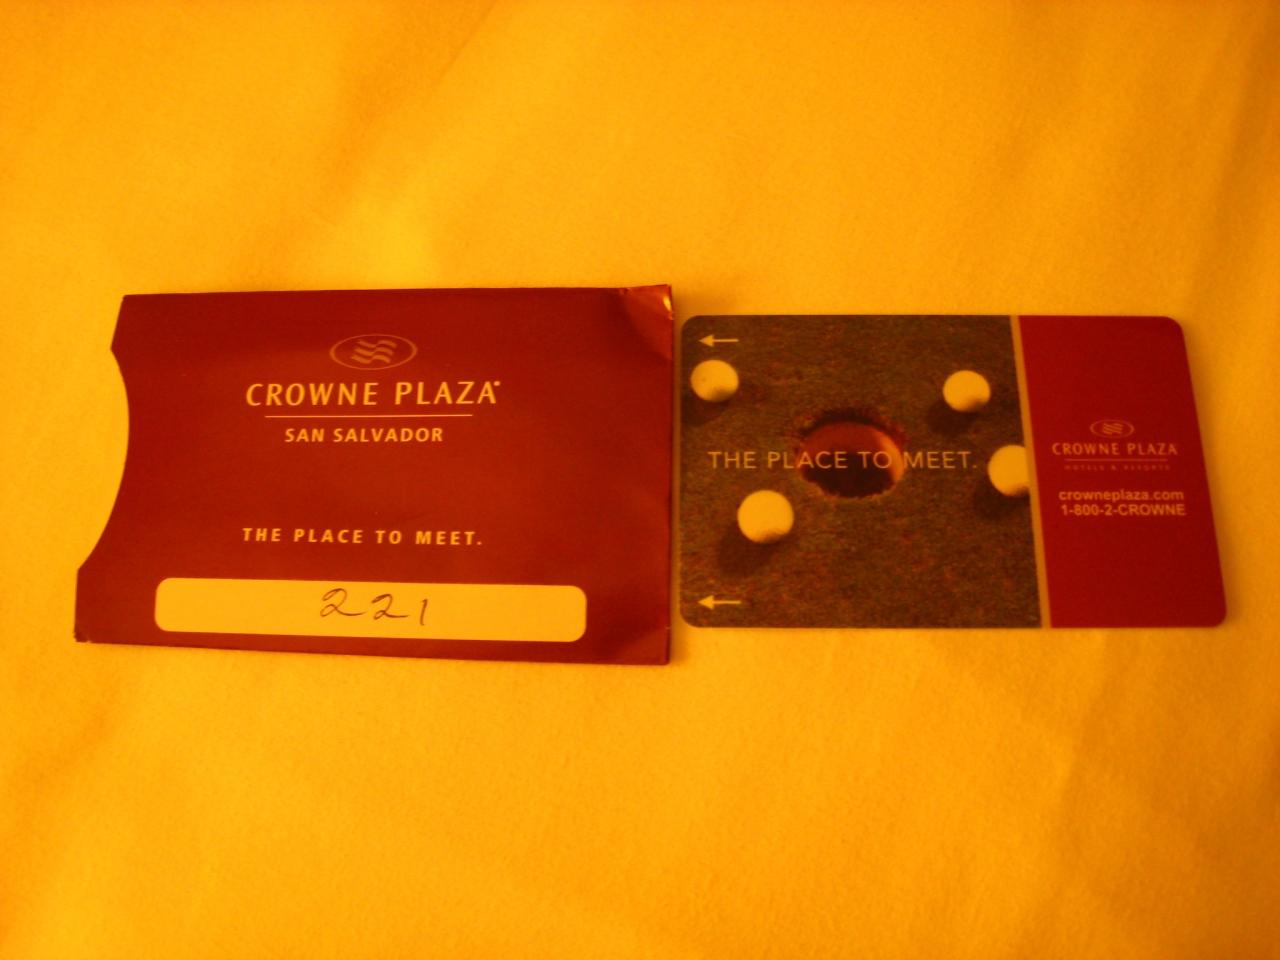 CROWNE PLAZA
SAN SALVADOR
THE PLACE TO MEET.
221
THE PLACE TO MEET.
CROWNE PLAZA
HOTELS & RESORTS
crowneplaza.com
1-800-2-CROWNE